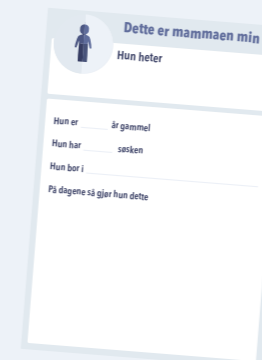 Dette er mammaen min
Hun heter
Hun er ........... år gammel
Hun har ............ søsken
Hun bor i
På dagene så gjør hun dette